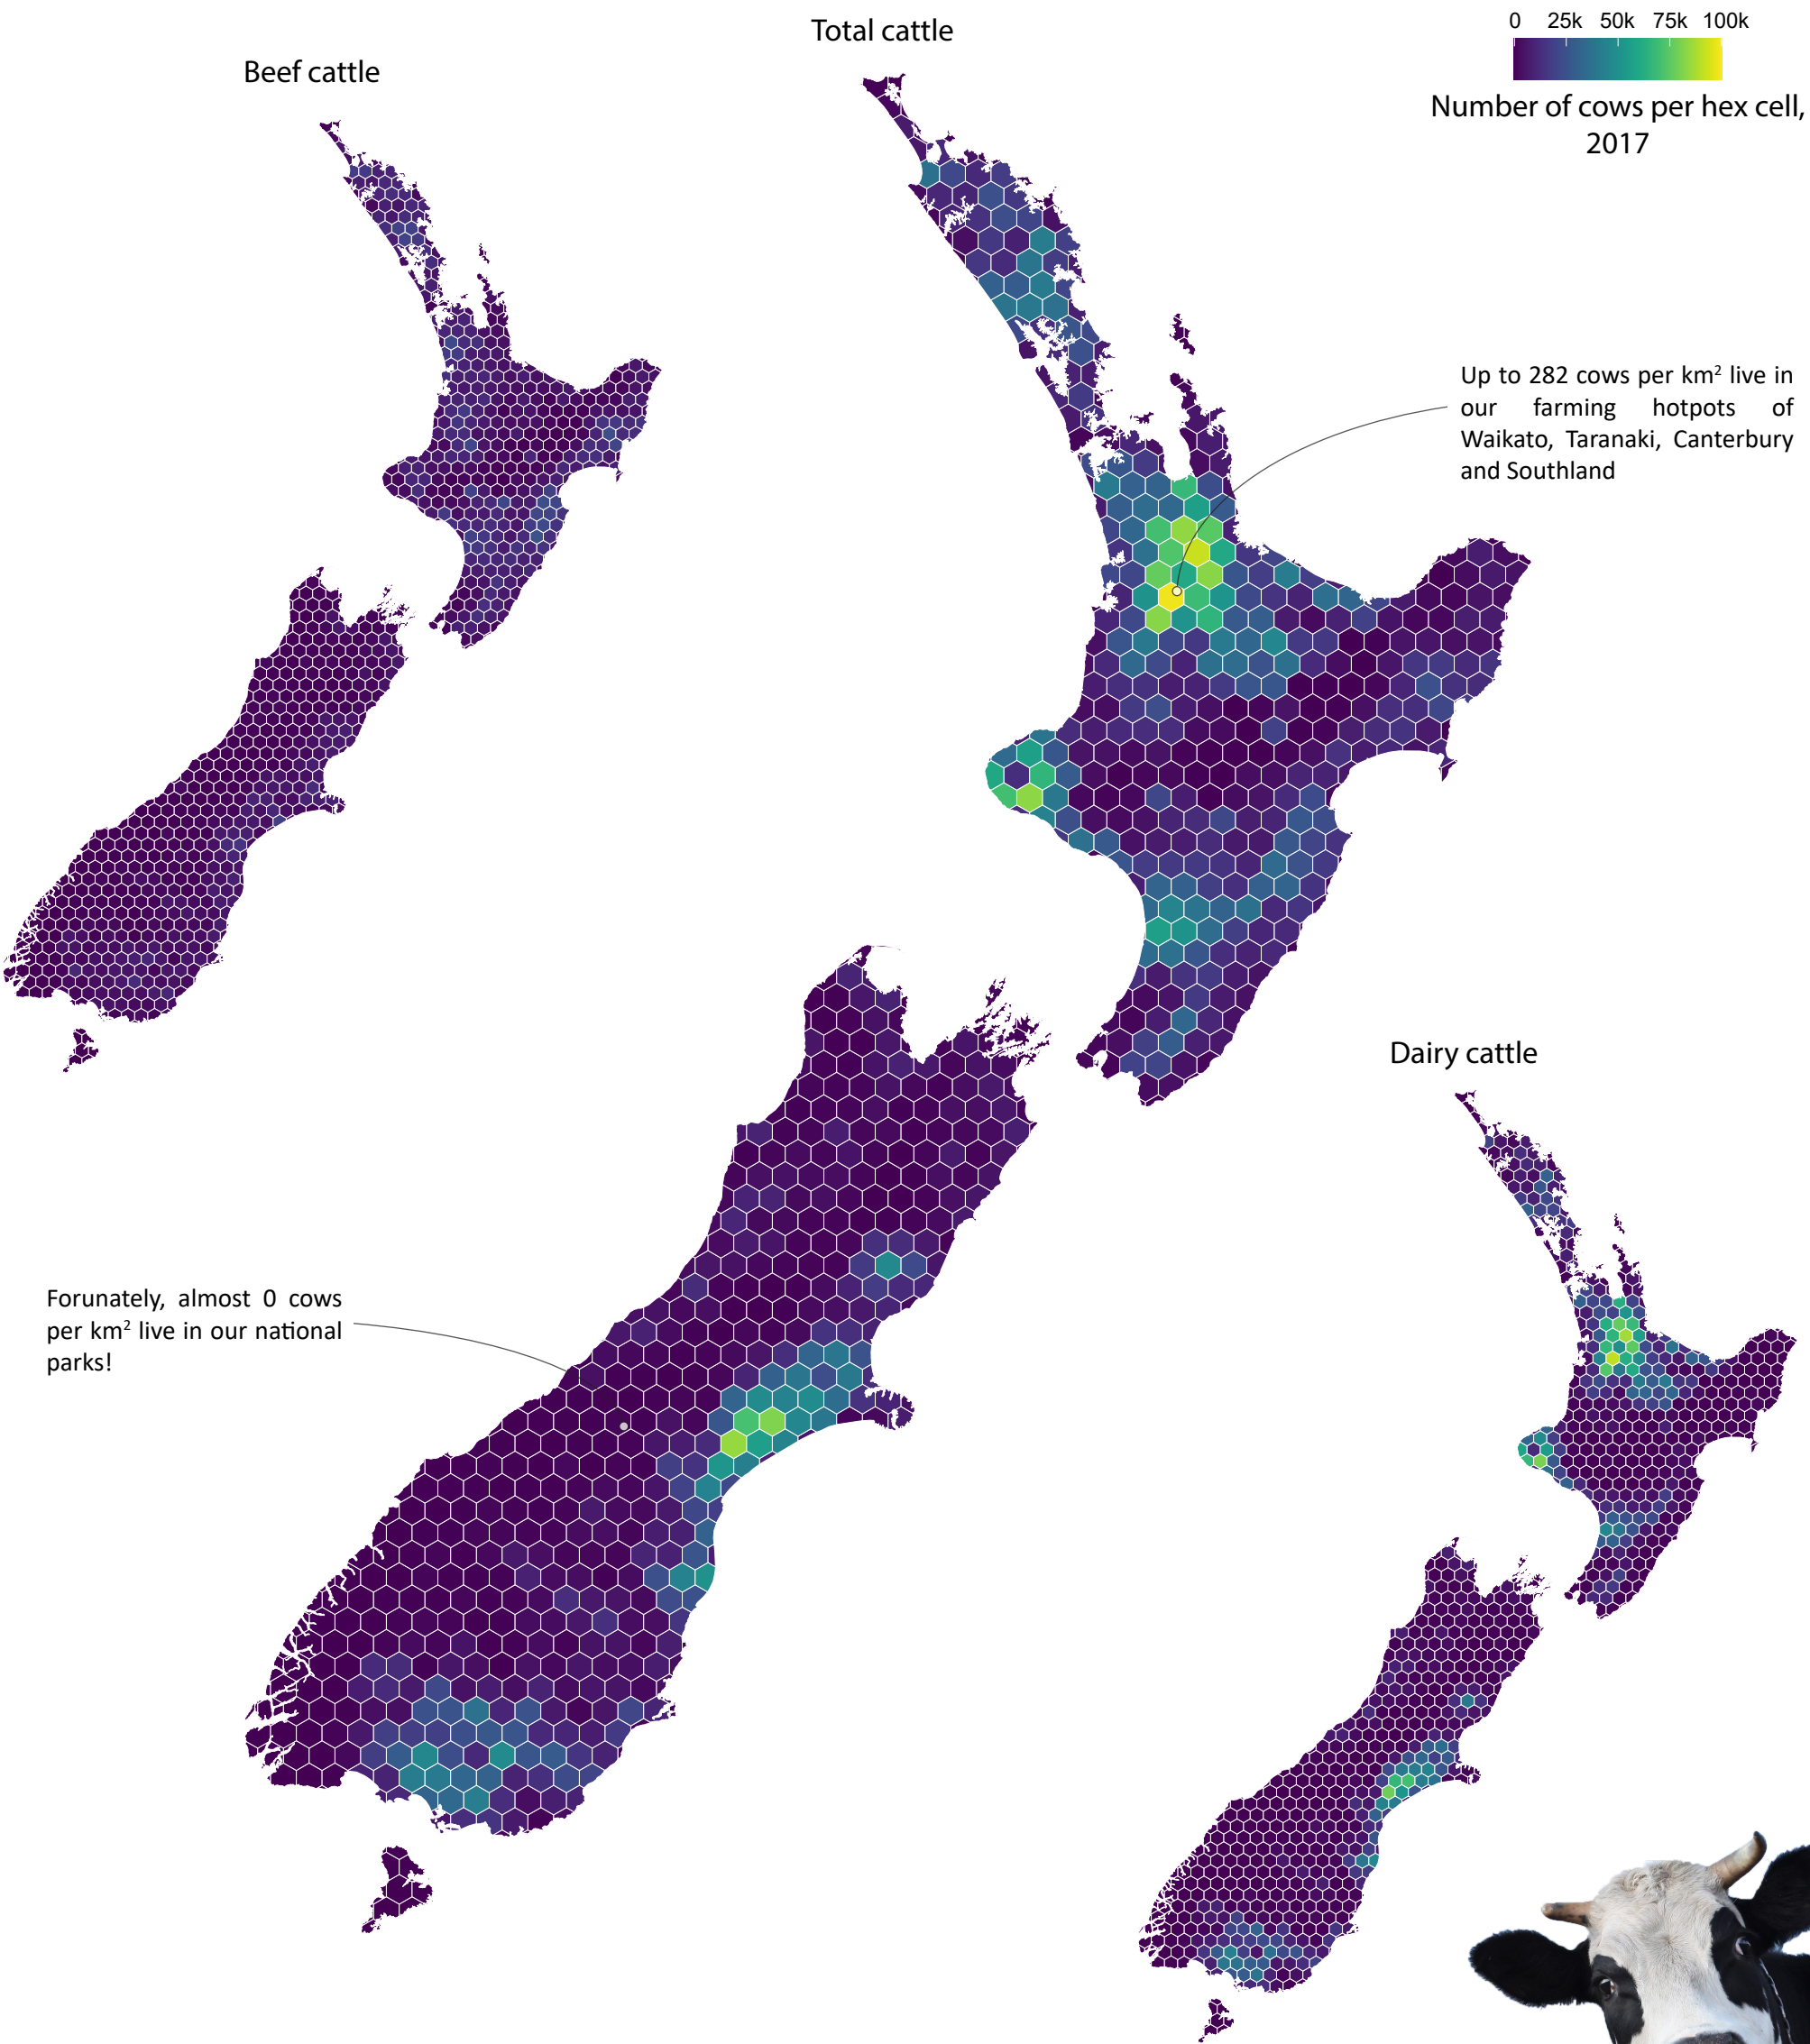 Total cattle
Beef cattle
0 25k 50k 75k 100k
Number of cows per hex cell,
2017
Up to 282 cows per km² live in
our farming hotpots of
Waikato, Taranaki, Canterbury
and Southland
Dairy cattle
Forunately, almost 0 cows
per km² live in our national
parks!